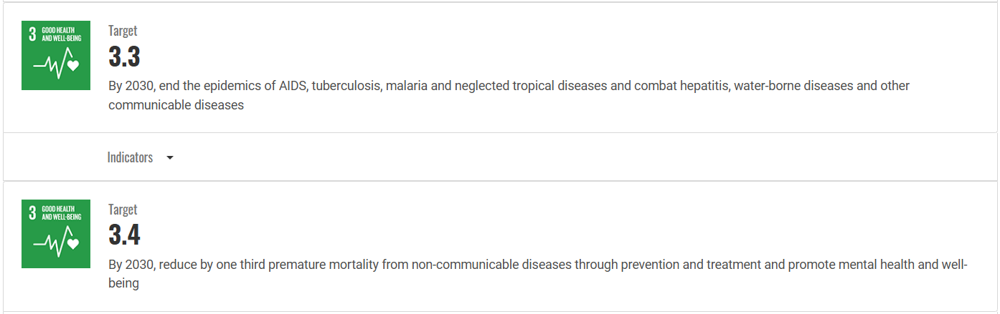 3 GOOD HEALTH
AND WELL-BEING
Target
3.3
By 2030, end the epidemics of AIDS, tuberculosis, malaria and neglected tropical diseases and combat hepatitis, water-borne diseases and other
communicable diseases
Indicators
3 GOOD HEALTH
AND WELL-BEING
Target
3.4
By 2030, reduce by one third premature mortality from non-communicable diseases through prevention and treatment and promote mental health and well-
being